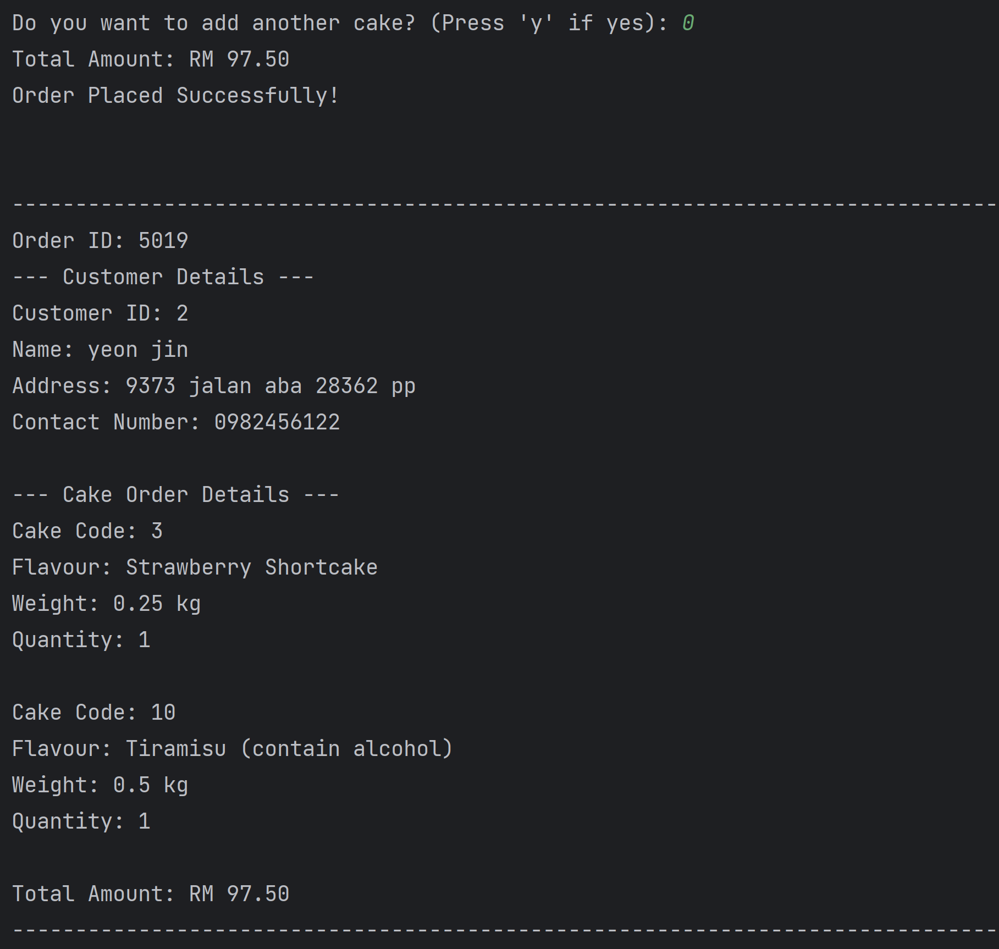 Do you want to add another cake? (Press 'y' if yes): 0
Total Amount: RM 97.50
Order Placed Successfully!
------------------------------------------------------------------------------
Order ID: 5019
--- Customer Details ---
Customer ID: 2
Name: yeon jin
Address: 9373 jalan aba 28362 pp
Contact Number: 0982456122
--- Cake Order Details ---
Cake Code: 3
Flavour: Strawberry Shortcake
Weight: 0.25 kg
Quantity: 1
Cake Code: 10
Flavour: Tiramisu (contain alcohol)
Weight: 0.5 kg
Quantity: 1
Total Amount: RM 97.50
------------------------------------------------------------------------------